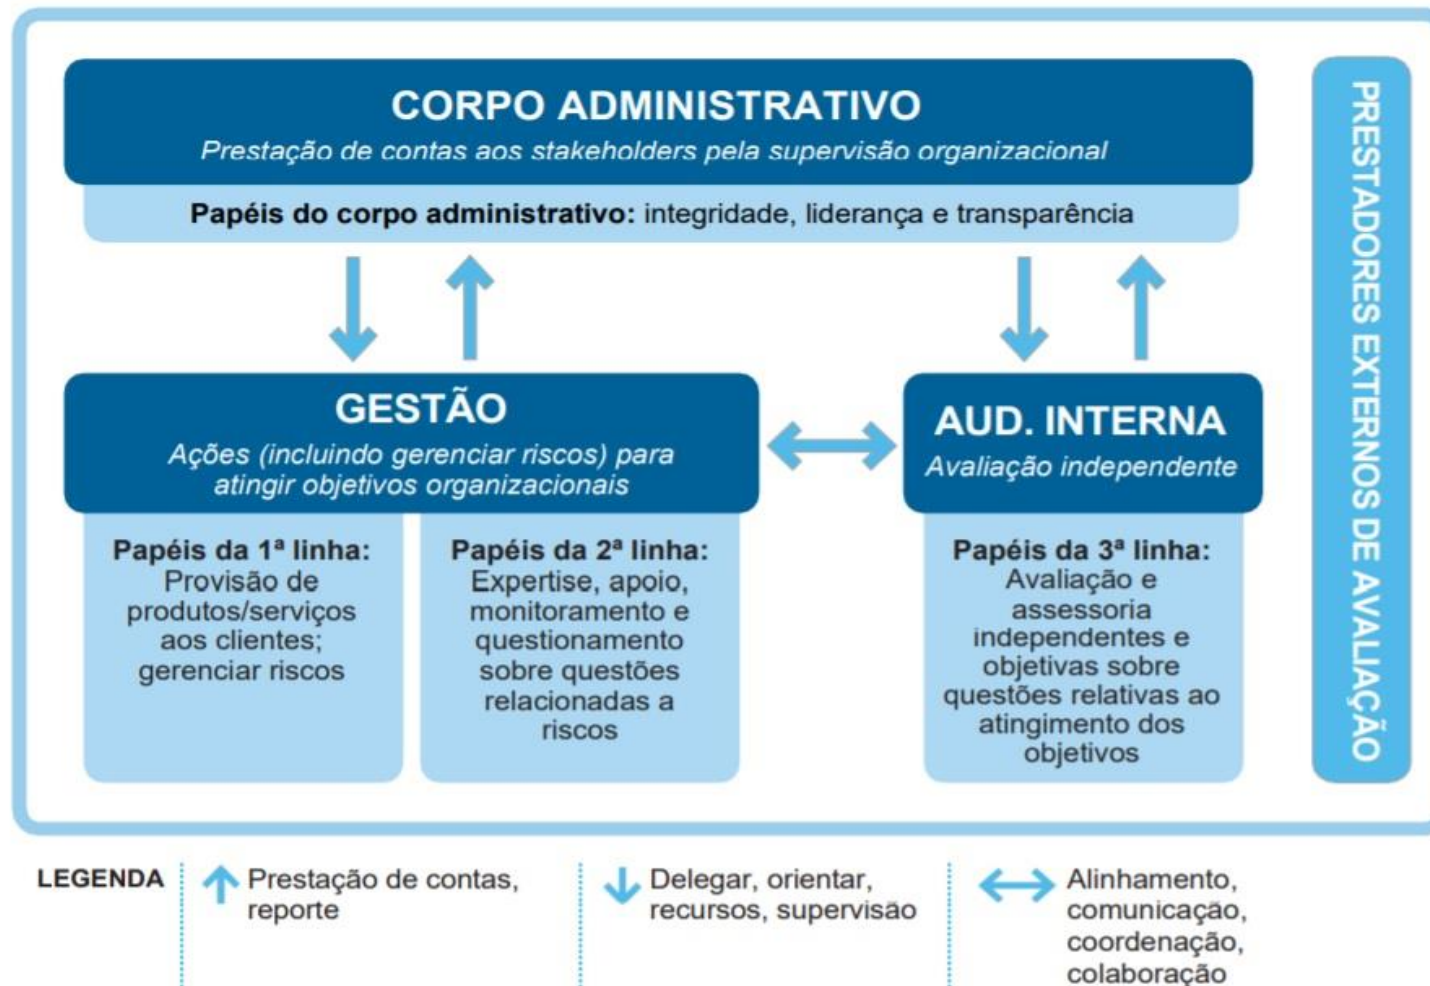 CORPO ADMINISTRATIVO
Prestação de contas aos stakeholders pela supervisão organizacional
Papéis do corpo administrativo: integridade, liderança e transparência
GESTÃO
Ações (incluindo gerenciar riscos) para
atingir objetivos organizacionais
Papéis da 1ª linha:
Provisão de
produtos/serviços
aos clientes;
gerenciar riscos
Papéis da 2ª linha:
Expertise, apoio,
monitoramento e
questionamento
sobre questões
relacionadas a
riscos
AUD. INTERNA
Avaliação independente
Papéis da 3ª linha:
Avaliação e
assessoria
independentes e
objetivas sobre
questões relativas ao
atingimento dos
objetivos
PRESTADORES EXTERNOS DE AVALIAÇÃO
LEGENDA
Prestação de contas,
reporte
Delegar, orientar,
recursos, supervisão
Alinhamento,
comunicação,
coordenação,
colaboração